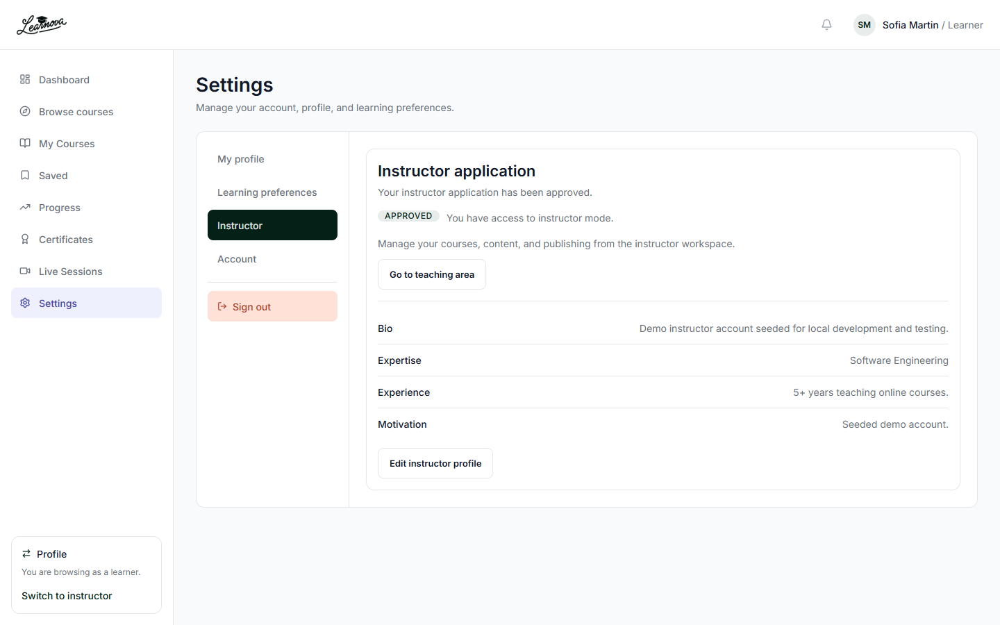 Learnova
SM
Sofia Martin / Learner
Dashboard
Browse courses
My Courses
Saved
Progress
Certificates
Live Sessions
Settings
Profile
You are browsing as a learner.
Switch to instructor
Settings
Manage your account, profile, and learning preferences.
My profile
Learning preferences
Instructor
Account
Sign out
Instructor application
Your instructor application has been approved.
APPROVED You have access to instructor mode.
Manage your courses, content, and publishing from the instructor workspace.
Go to teaching area
Bio Demo instructor account seeded for local development and testing.
Expertise Software Engineering
Experience 5+ years teaching online courses.
Motivation Seeded demo account.
Edit instructor profile